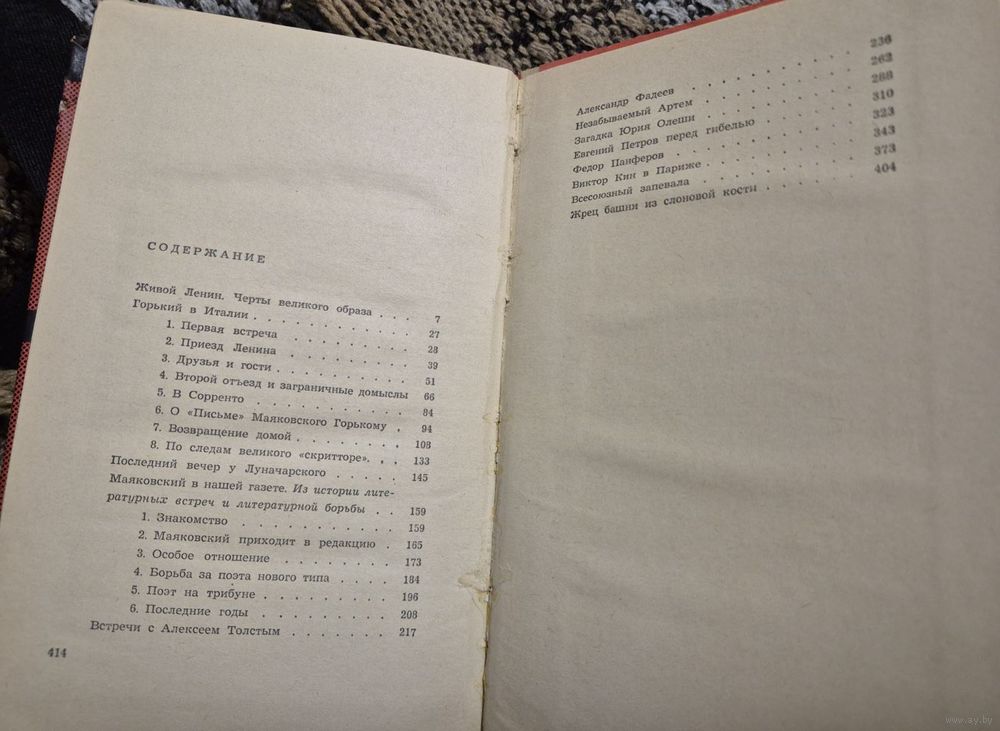 СОДЕРЖАНИЕ
Живой Ленин. Черты великого образа . . . 7
Горький в Италии . . . . . . . . . . . 27
1. Первая встреча . . . . . . . . 28
2. Приезд Ленина . . . . . . . . 39
3. Друзья и гости . . . . . . . . . 51
4. Второй отъезд и заграничные домыслы 66
5. В Сорренто . . . . . . . . . . 84
6. О «Письме» Маяковского Горькому . 94
7. Возвращение домой . . . . . . . . 108
8. По следам великого «скритторе». . . 133
Последний вечер у Луначарского . . . . . 145
Маяковский в нашей газете. Из истории лите-
ратурных встреч и литературной борьбы . . 159
1. Знакомство . . . . . . . . . . 159
2. Маяковский приходит в редакцию . 165
3. Особое отношение . . . . . . . 173
4. Борьба за поэта нового типа . . . . 184
5. Поэт на трибуне . . . . . . . . . 196
6. Последние годы . . . . . . . . 208
Встречи с Алексеем Толстым . . . . . . . 217
414
Александр Фадеев . . . . . . . . . . 236
Незабываемый Артем . . . . . . . . . 263
Загадка Юрия Олеши . . . . . . . . . 288
Евгений Петров перед гибелью . . . . . . 310
Федор Панферов . . . . . . . . . . 323
Виктор Кин в Париже . . . . . . . . . 343
Всесоюзный запевала . . . . . . . . . 373
Жрец башни из слоновой кости . . . . . . 404
www.ay.by